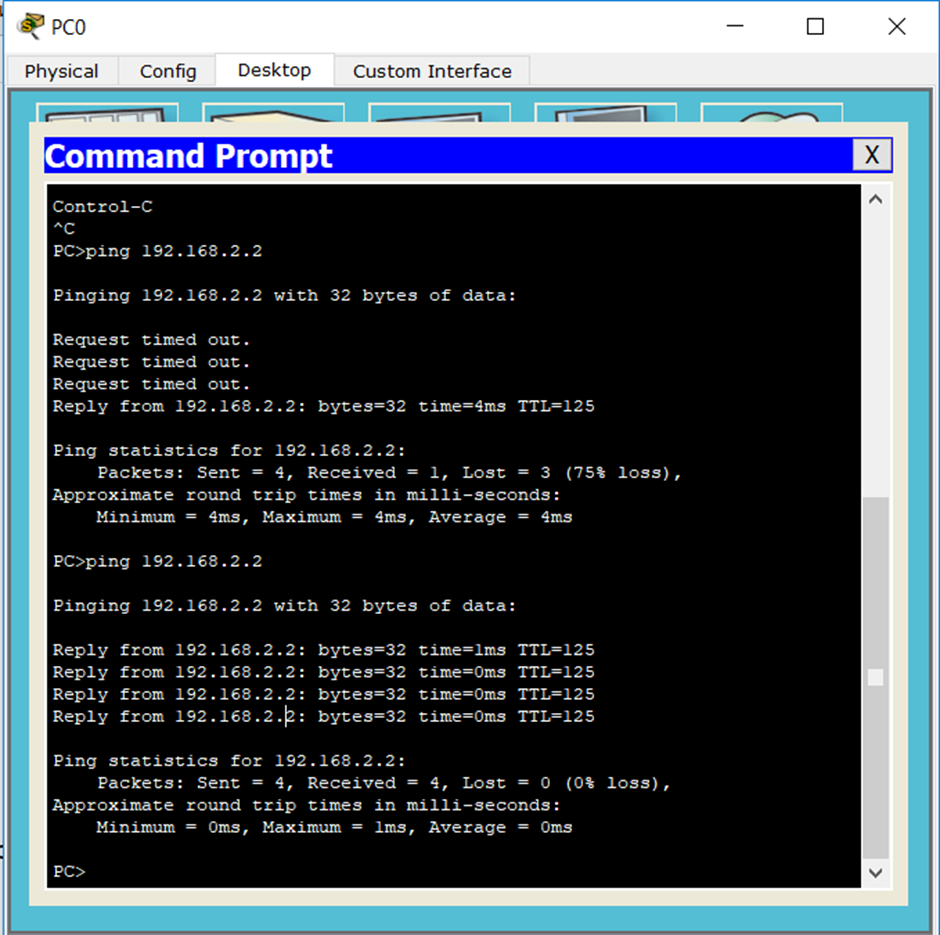 PC0
Physical Config Desktop Custom Interface
Command Prompt X
Control-C
^C
PC>ping 192.168.2.2
Pinging 192.168.2.2 with 32 bytes of data:
Request timed out.
Request timed out.
Request timed out.
Reply from 192.168.2.2: bytes=32 time=4ms TTL=125
Ping statistics for 192.168.2.2:
Packets: Sent = 4, Received = 1, Lost = 3 (75% loss),
Approximate round trip times in milli-seconds:
Minimum = 4ms, Maximum = 4ms, Average = 4ms
PC>ping 192.168.2.2
Pinging 192.168.2.2 with 32 bytes of data:
Reply from 192.168.2.2: bytes=32 time=1ms TTL=125
Reply from 192.168.2.2: bytes=32 time=0ms TTL=125
Reply from 192.168.2.2: bytes=32 time=0ms TTL=125
Reply from 192.168.2.2: bytes=32 time=0ms TTL=125
Ping statistics for 192.168.2.2:
Packets: Sent = 4, Received = 4, Lost = 0 (0% loss),
Approximate round trip times in milli-seconds:
Minimum = 0ms, Maximum = 1ms, Average = 0ms
PC>